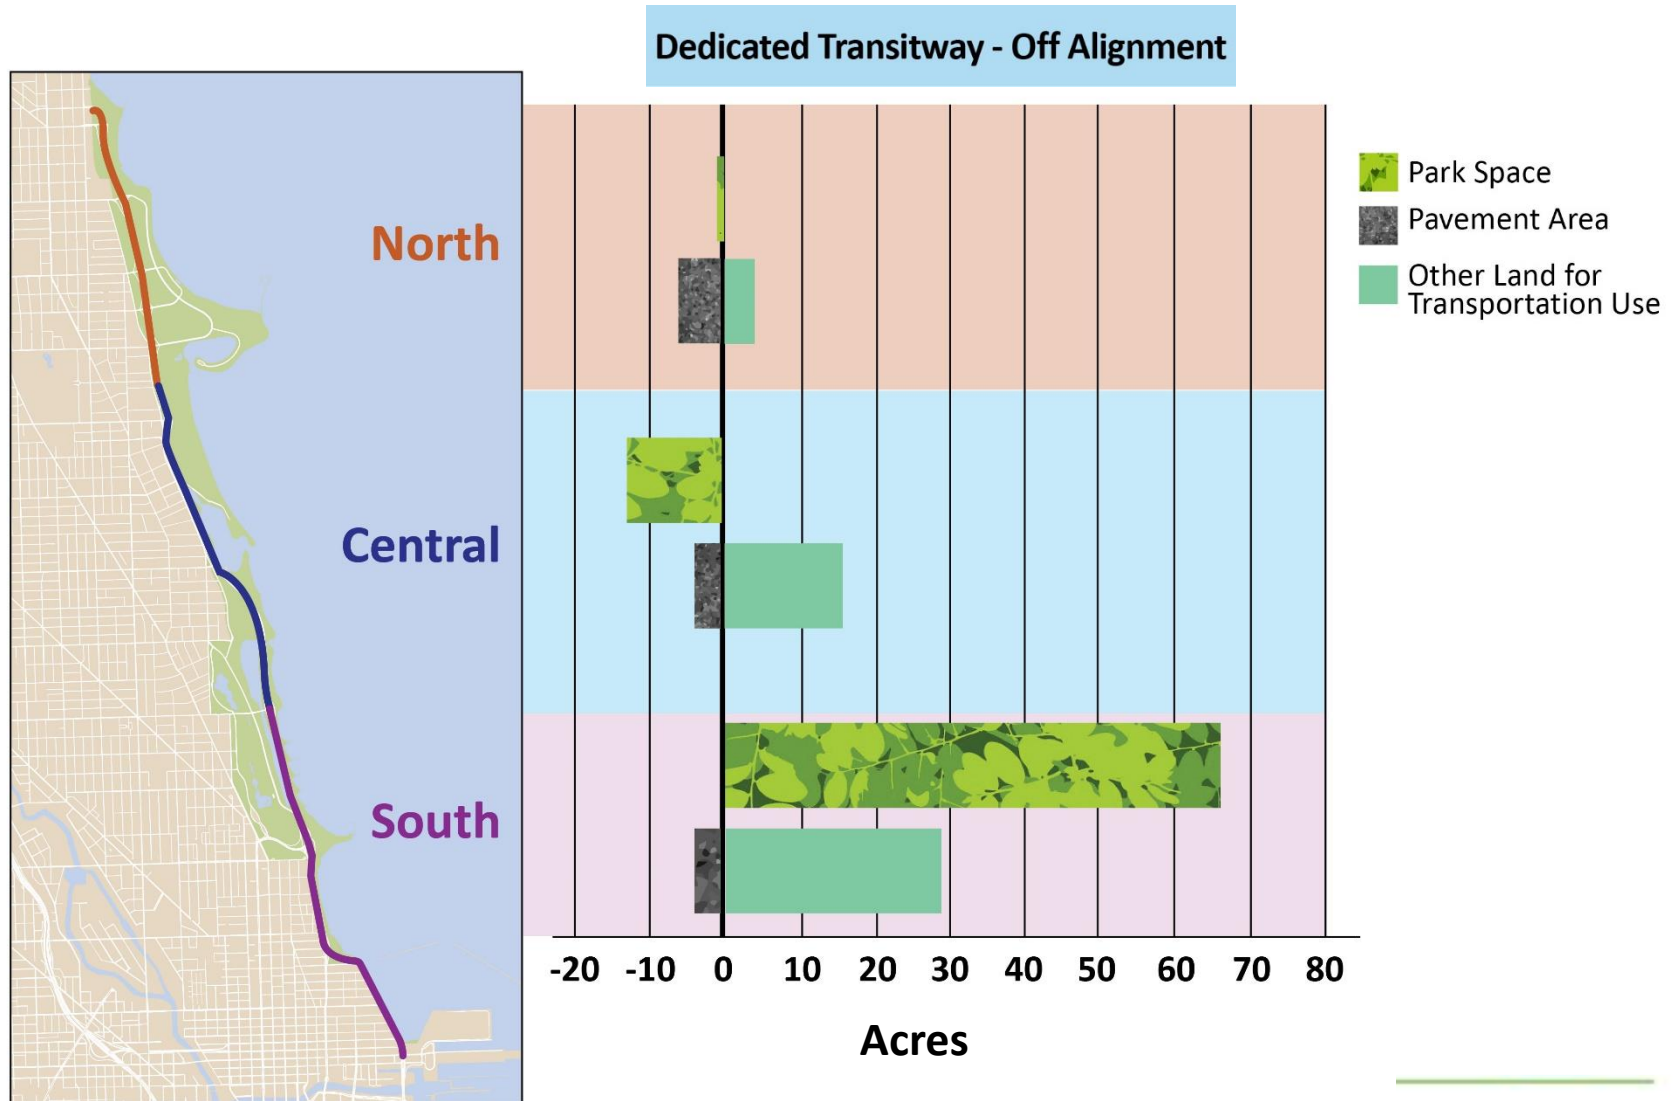 Dedicated Transitway - Off Alignment
North
Central
South
Park Space
Pavement Area
Other Land for
Transportation Use
-20 -10 0 10 20 30 40 50 60 70 80
Acres